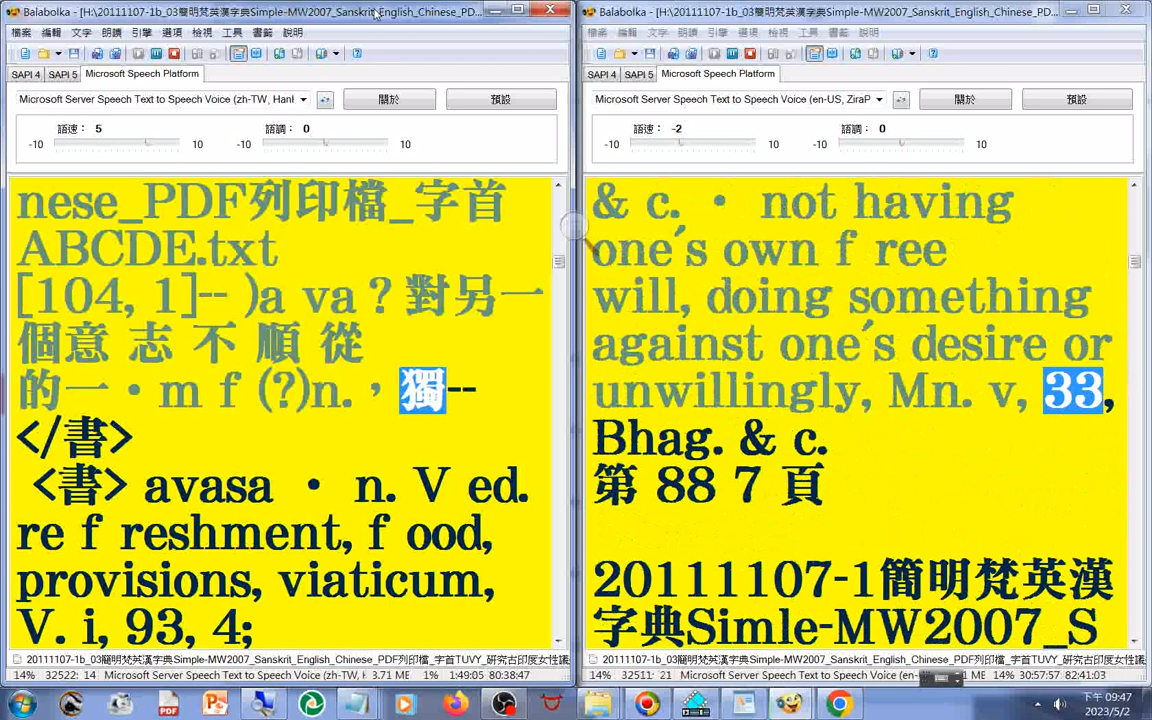 Balabolka - [H:\20111107-1b_03簡明梵英漢字典Simple-MW2007_Sanskrit_English_Chinese_PD...
檔案 編輯 文字 朗讀 引擎 選項 檢視 工具 書籤 說明
SAPI 4 SAPI 5 Microsoft Speech Platform
Microsoft Server Speech Text to Speech Voice (zh-TW, HanH
關於 預設
語速： 5 語調： 0
-10 10 -10 10
nese_PDF列印檔_字首
ABCDE.txt
[104, 1]-- )a va？對另一
個意 志 不 順 從
的一・m f (?)n.，獨--
</書>
<書> avasa ・ n. V ed.
re f reshment, f ood,
provisions, viaticum,
V. i, 93, 4;
20111107-1b_03簡明梵英漢字典Simple-MW2007_Sanskrit_English_Chinese_PDF列印檔_字首TUVY_研究古印度女性議
14% 32522: 14 Microsoft Server Speech Text to Speech Voice (zh-TW, 3.71 ME 1% 1:49:05 80:38:47
Balabolka - [H:\20111107-1b_03簡明梵英漢字典Simple-MW2007_Sanskrit_English_Chinese_PD...
檔案 編輯 文字 朗讀 引擎 選項 檢視 工具 書籤 說明
SAPI 4 SAPI 5 Microsoft Speech Platform
Microsoft Server Speech Text to Speech Voice (en-US, ZiraP
關於 預設
語速： -2 語調： 0
-10 10 -10 10
& c.・ not having
one´s own f ree
will, doing something
against one´s desire or
unwillingly, Mn. v, 33,
Bhag. & c.
第 88 7 頁
20111107-1簡明梵英漢
字典Simle-MW2007_S
20111107-1b_03簡明梵英漢字典Simple-MW2007_Sanskrit_English_Chinese_PDF列印檔_字首TUVY_研究古印度女性議
14% 32511: 21 Microsoft Server Speech Text to Speech Voice (en- 14% 30:57:57 82:41:03
PDF
下午 09:47
2023/5/2